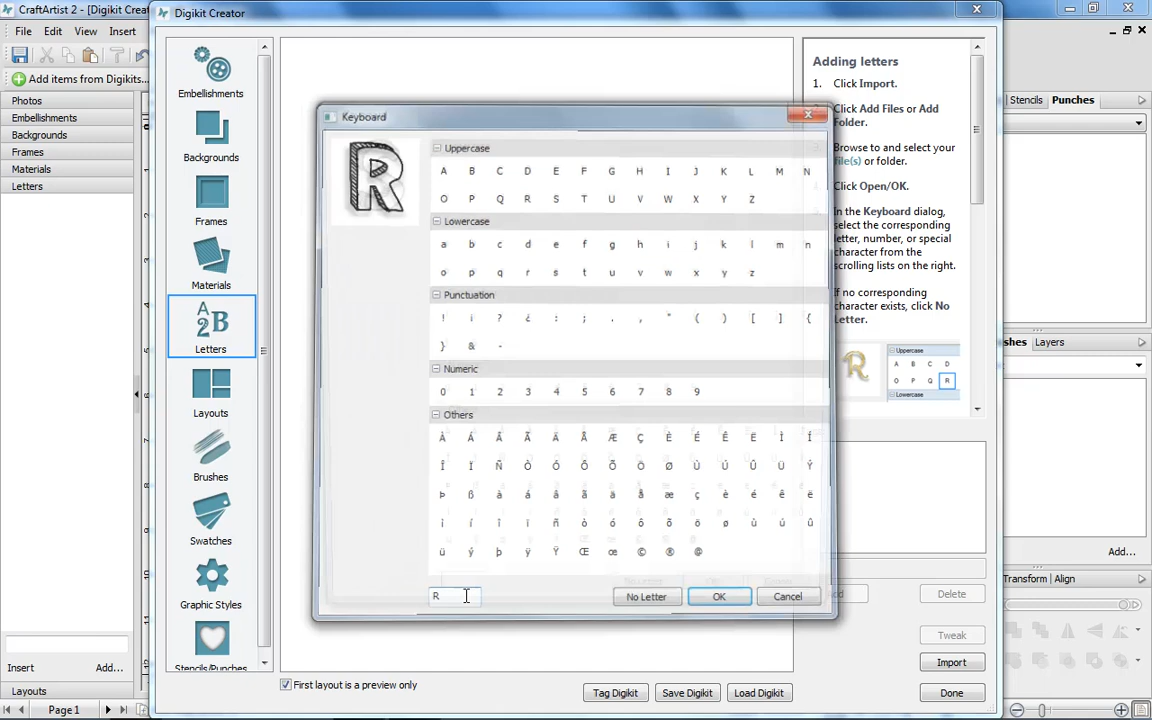 CraftArtist 2 - [Digikit Creat
Digikit Creator
File Edit View Insert
Add items from Digikits...
Photos
Embellishments
Backgrounds
Frames
Materials
Letters
Insert Add...
Layouts
Page 1
Embellishments
Backgrounds
Frames
Materials
A
2B
Letters
Layouts
Brushes
Swatches
Graphic Styles
Stencils/Punches
Keyboard
R
Uppercase
A B C D E F G H I J K L M N
O P Q R S T U V W X Y Z
Lowercase
a b c d e f g h i j k l m n
o p q r s t u v w x y z
Punctuation
! ¡ ? ¿ : ; . , " ( ) [ ] {
} & -
Numeric
0 1 2 3 4 5 6 7 8 9
Others
À Á Â Ã Ä Å Æ Ç È É Ê Ë Ì Í
Î Ï Ñ Ò Ó Ô Õ Ö Ø Ù Ú Û Ü Ý
Þ ß à á â ã ä å æ ç è é ê ë
ì í î ï ñ ò ó ô õ ö ø ù ú û
ü ý þ ÿ Ÿ Œ œ © ® @
R
No Letter OK Cancel
First layout is a preview only
Tag Digikit Save Digikit Load Digikit
Adding letters
1. Click Import.
Click Add Files or Add
Folder.
Browse to and select your
file(s) or folder.
Click Open/OK.
In the Keyboard dialog,
select the corresponding
letter, number, or special
character from the
scrolling lists on the right.
If no corresponding
character exists, click No
Letter.
R
Uppercase
A B C D
O P Q R
Lowercase
Delete
Tweak
Import
Done
Stencils Punches
Layers
Add...
Transform Align